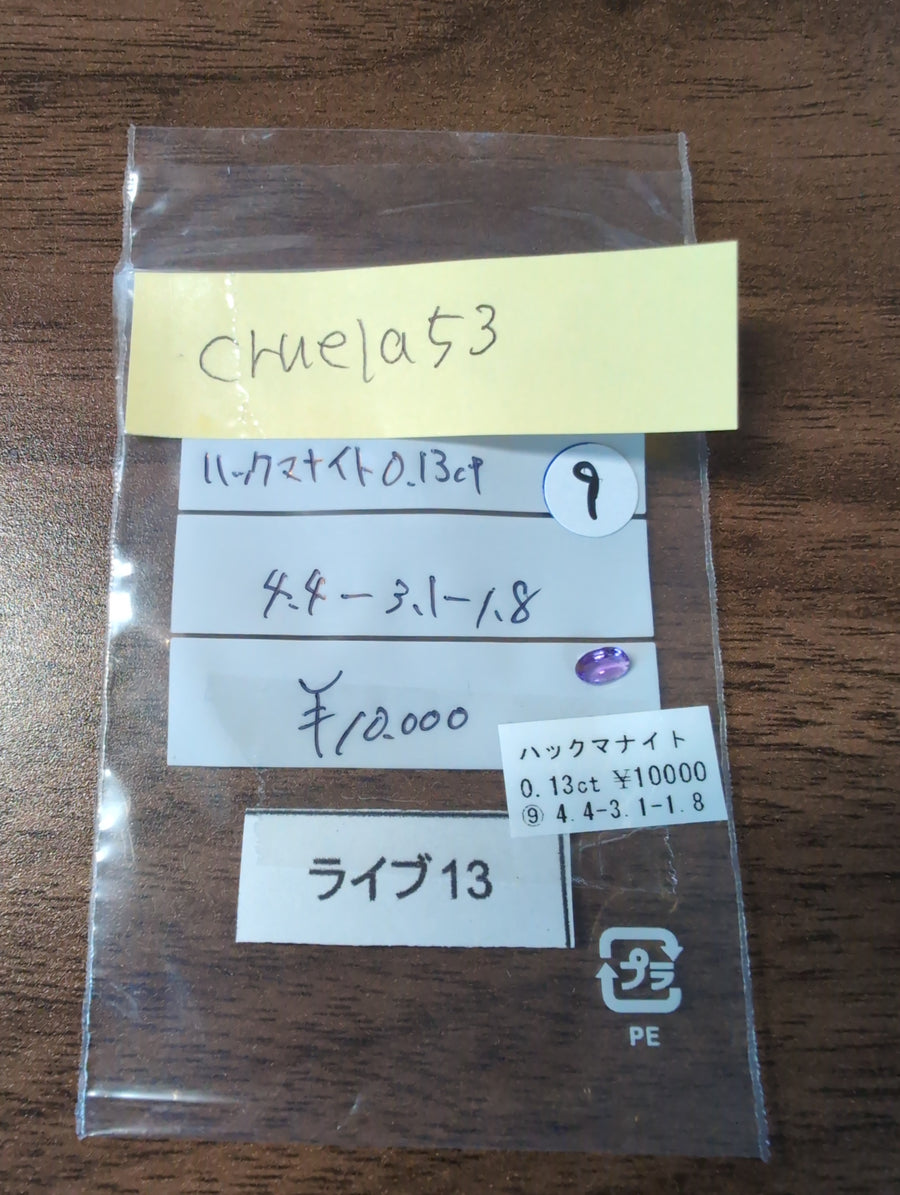 cruela53
ハックマナイト0.13ct
9
4.4-3.1-1.8
¥10.000
ハックマナイト
0.13ct ¥10000
⑨ 4.4-3.1-1.8
ライブ13
プラ
PE